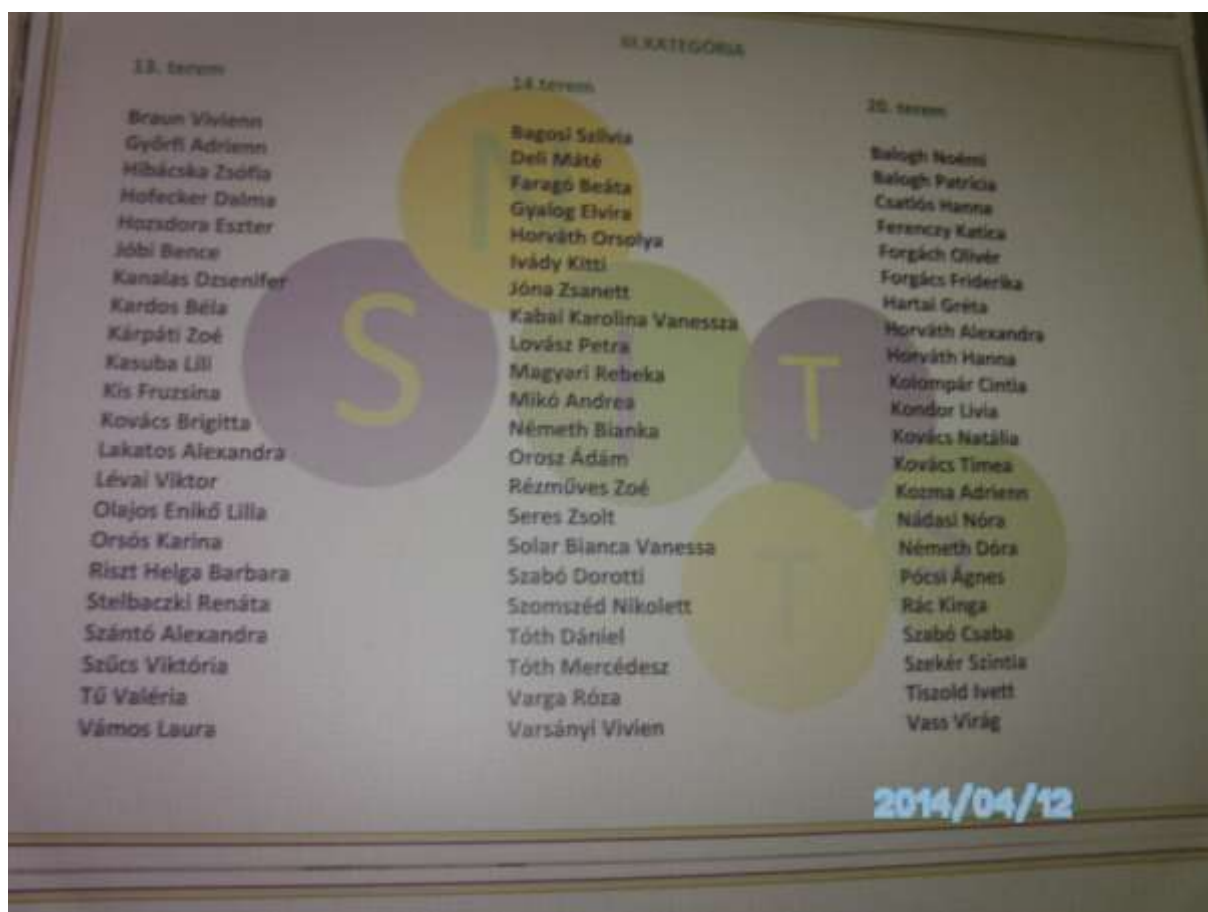 III.KATEGÓRIA
13. terem
Braun Vivienn
Győrfi Adrienn
Hibácska Zsófia
Hofecker Dalma
Hozsdora Eszter
Jóbi Bence
Kanalas Dzsenifer
Kardos Béla
Kárpáti Zoé
Kasuba Lili
Kis Fruzsina
Kovács Brigitta
Lakatos Alexandra
Lévai Viktor
Olajos Enikő Lilla
Orsós Karina
Riszt Helga Barbara
Stelbaczki Renáta
Szántó Alexandra
Szűcs Viktória
Tű Valéria
Vámos Laura
14.terem
Bagosi Szilvia
Deli Máté
Faragó Beáta
Gyalog Elvira
Horváth Orsolya
Ivády Kitti
Jóna Zsanett
Kabai Karolina Vanessza
Lovász Petra
Magyari Rebeka
Mikó Andrea
Németh Bianka
Orosz Ádám
Rézműves Zoé
Seres Zsolt
Solar Bianca Vanessa
Szabó Dorotti
Szomszéd Nikolett
Tóth Dániel
Tóth Mercédesz
Varga Róza
Varsányi Vivien
20. terem
Balogh Noémi
Balogh Patrícia
Csatlós Hanna
Ferenczy Katica
Forgách Olivér
Forgács Friderika
Hartai Gréta
Horváth Alexandra
Horváth Hanna
Kolompár Cintia
Kondor Lívia
Kovács Natália
Kovács Tímea
Kozma Adrienn
Nádasi Nóra
Németh Dóra
Pócsi Ágnes
Rác Kinga
Szabó Csaba
Szekér Szintia
Tiszold Ivett
Vass Virág
N
S
I
T
T
2014/04/12